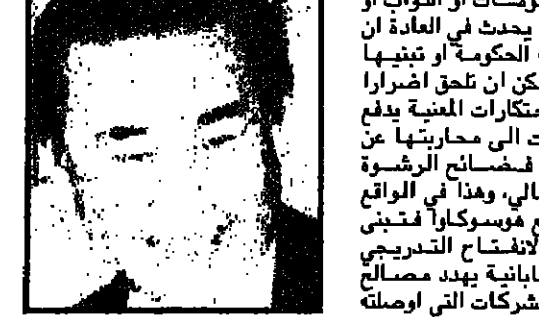 يحدث في العادة ان
الحكومة او تبنيها
كن ان تلحق اضرارا
حتكارات المعنية يدفع
ت الى محاربتها عن
فضائح الرشوة
الي، وهذا في الواقع
ع هوسوكاوا فتبنى
لانفتاح التدريجي
ابانية يهدد مصالح
شركات التي اوصلته